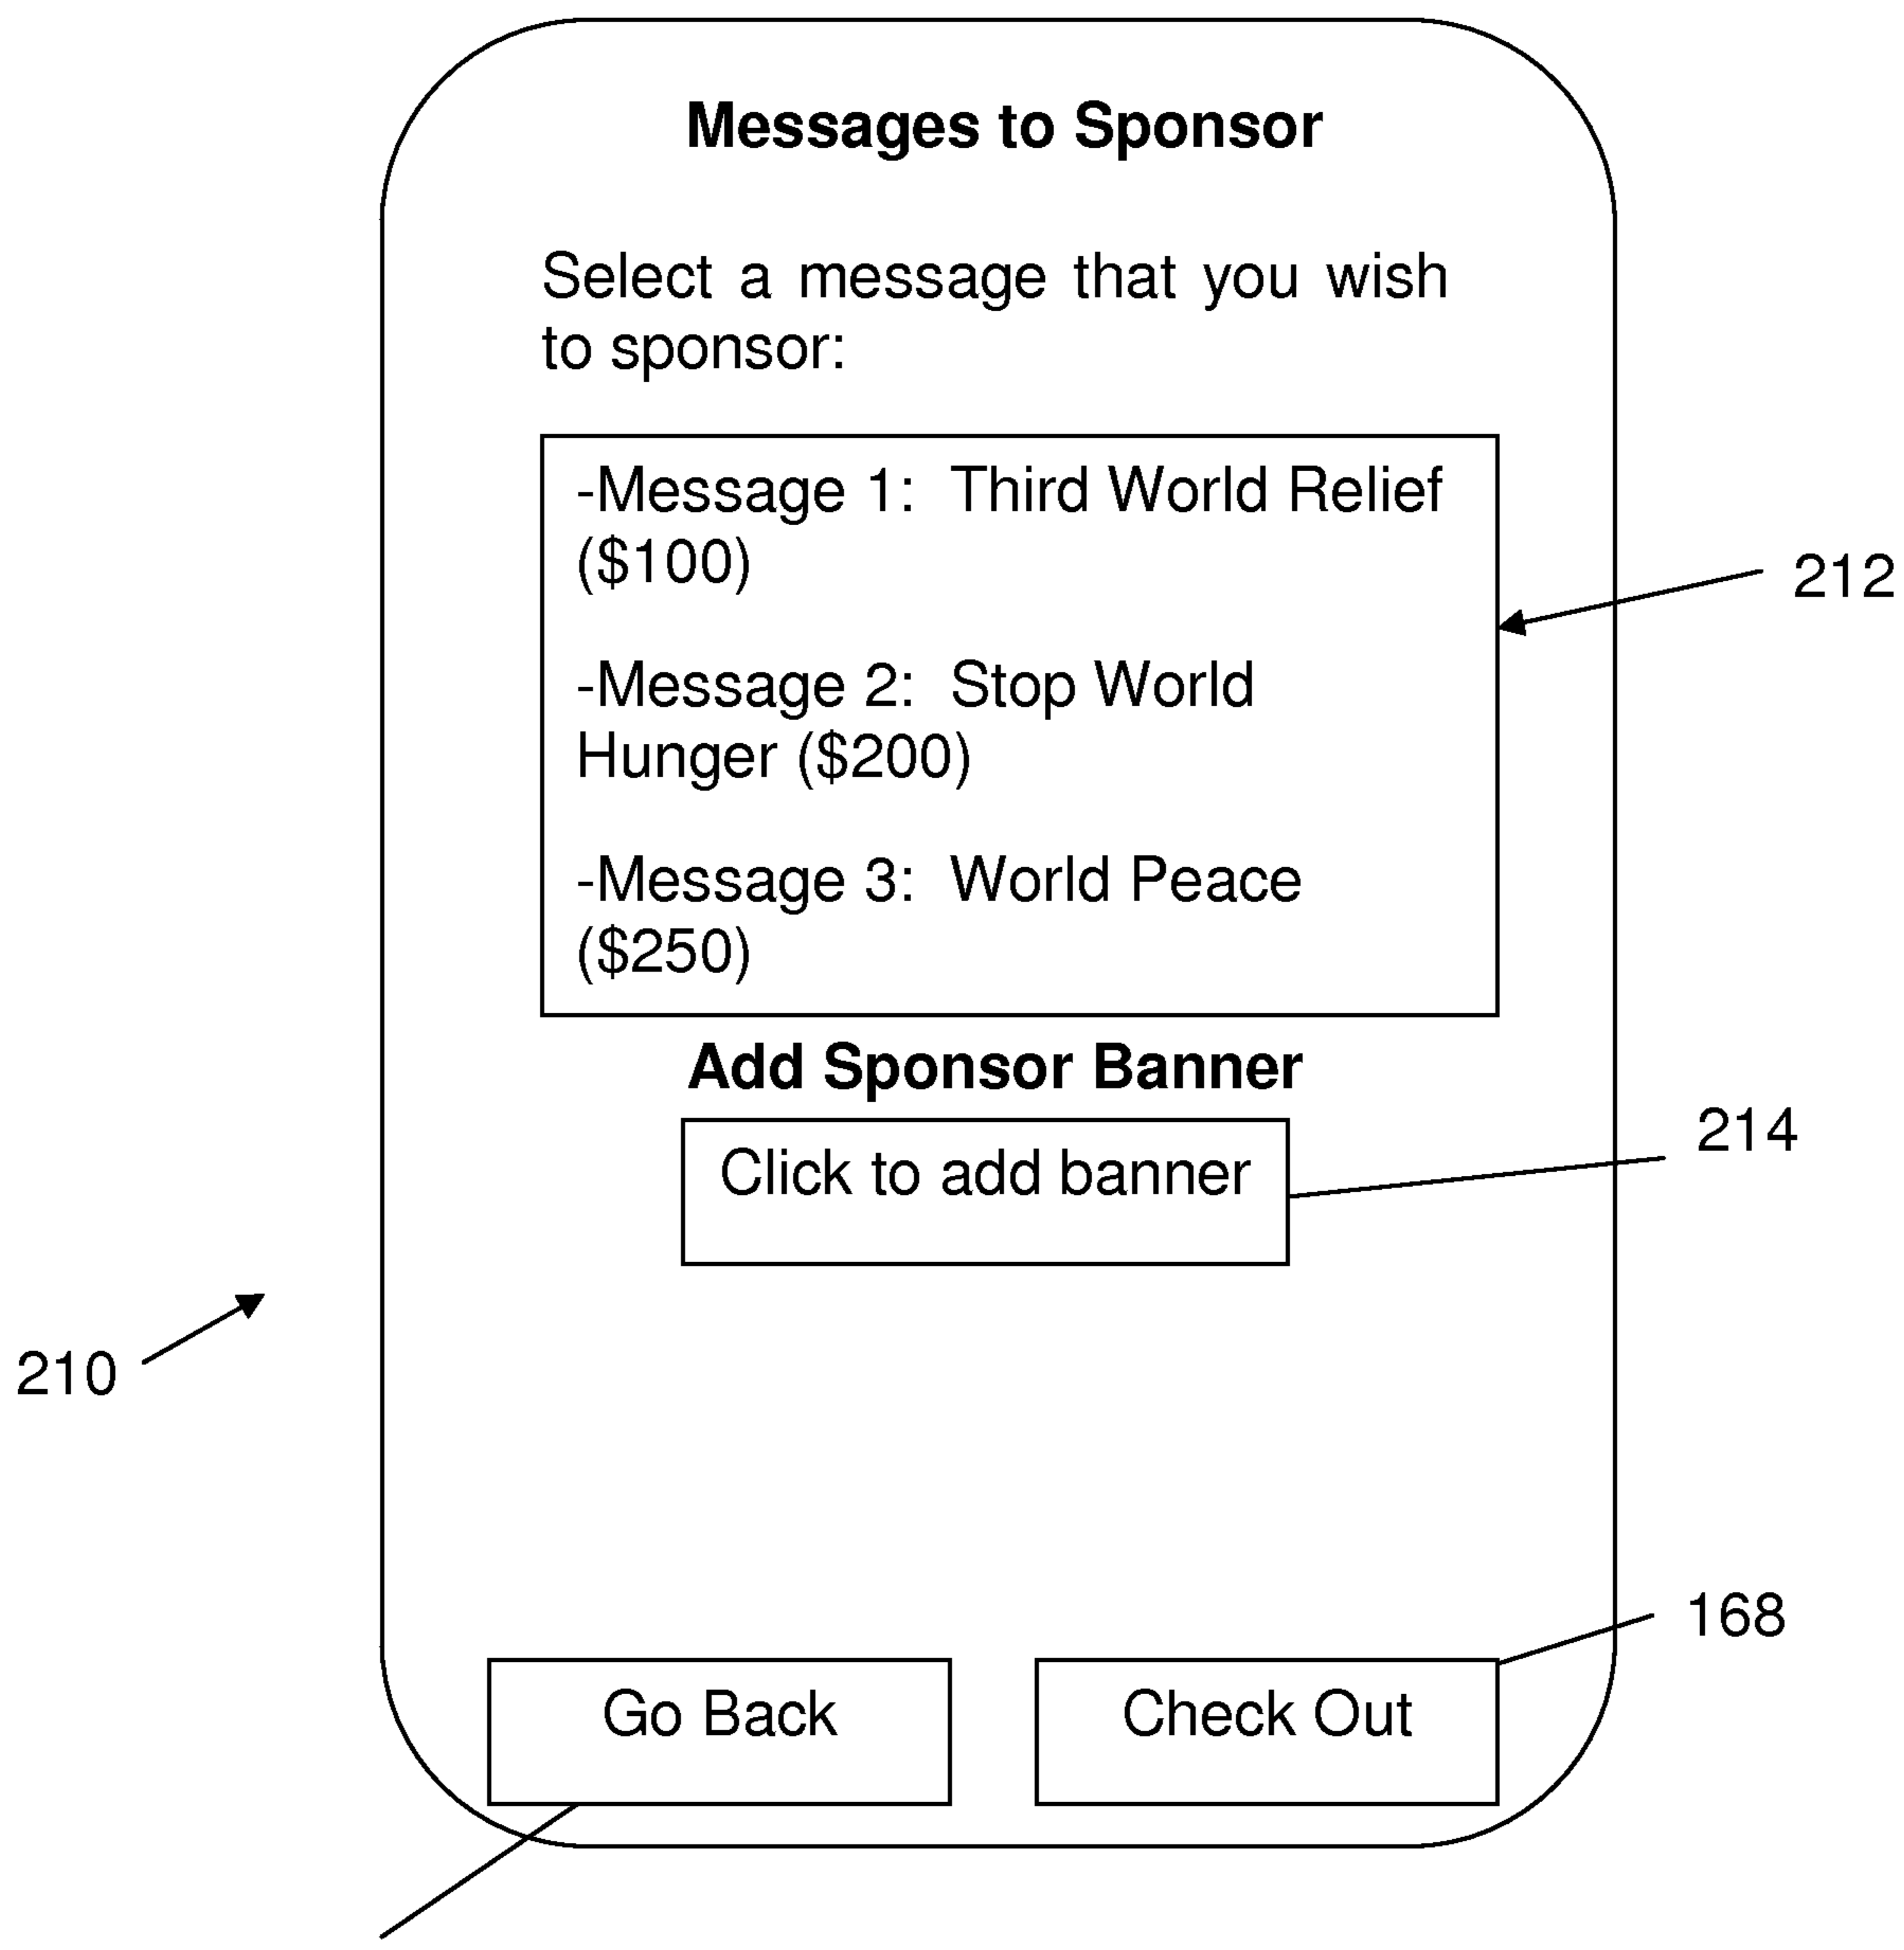 Messages to Sponsor
Select a message that you wish
to sponsor:
-Message 1: Third World Relief
($100)
212
-Message 2: Stop World
Hunger ($200)
-Message 3: World Peace
($250)
Add Sponsor Banner
214
Click to add banner
210
168
Go Back
Check Out